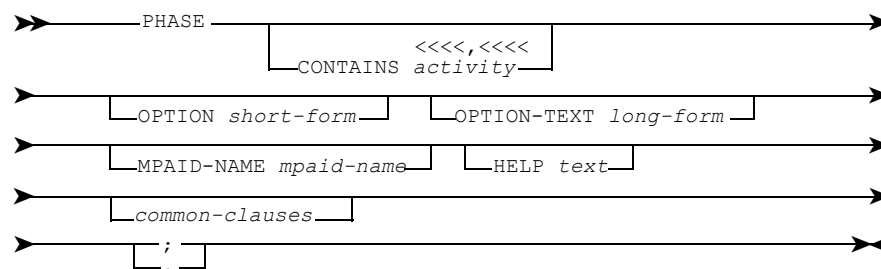 PHASE
<<<<,<<<<
CONTAINS activity
OPTION short-form OPTION-TEXT long-form
MPAID-NAME mpaid-name HELP text
common-clauses
;